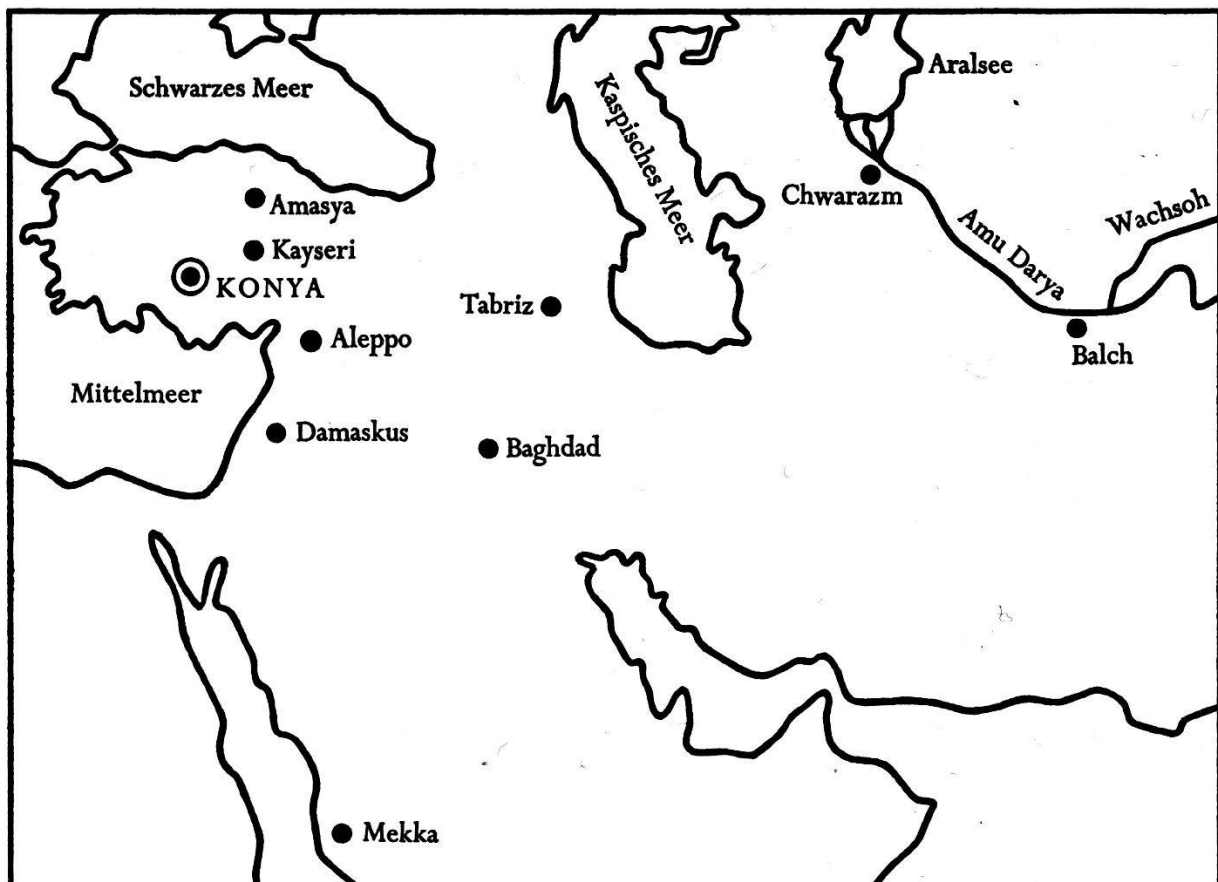 Schwarzes Meer
Kaspisches Meer
Aralsee
Chwarazm
Amu Darya
Wachsoh
Amasya
Kayseri
KONYA
Tabriz
Balch
Aleppo
Mittelmeer
Damaskus
Baghdad
Mekka